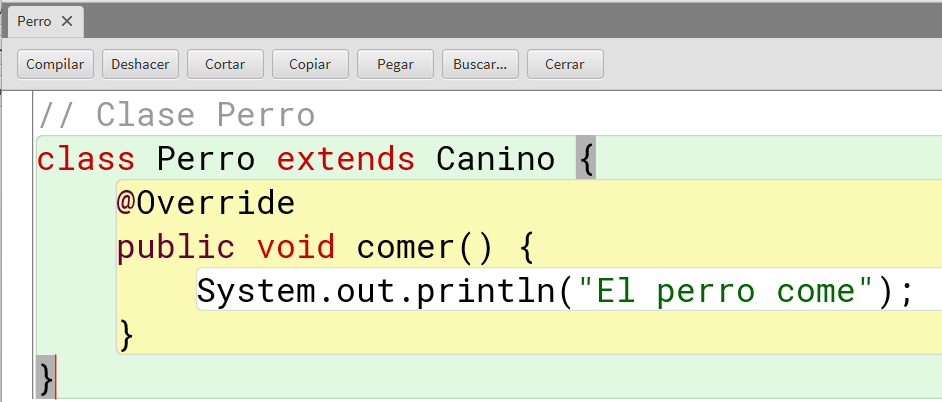 Perro
Compilar Deshacer Cortar Copiar Pegar Buscar... Cerrar
// Clase Perro
class Perro extends Canino {
@Override
public void comer() {
System.out.println("El perro come");
}
}